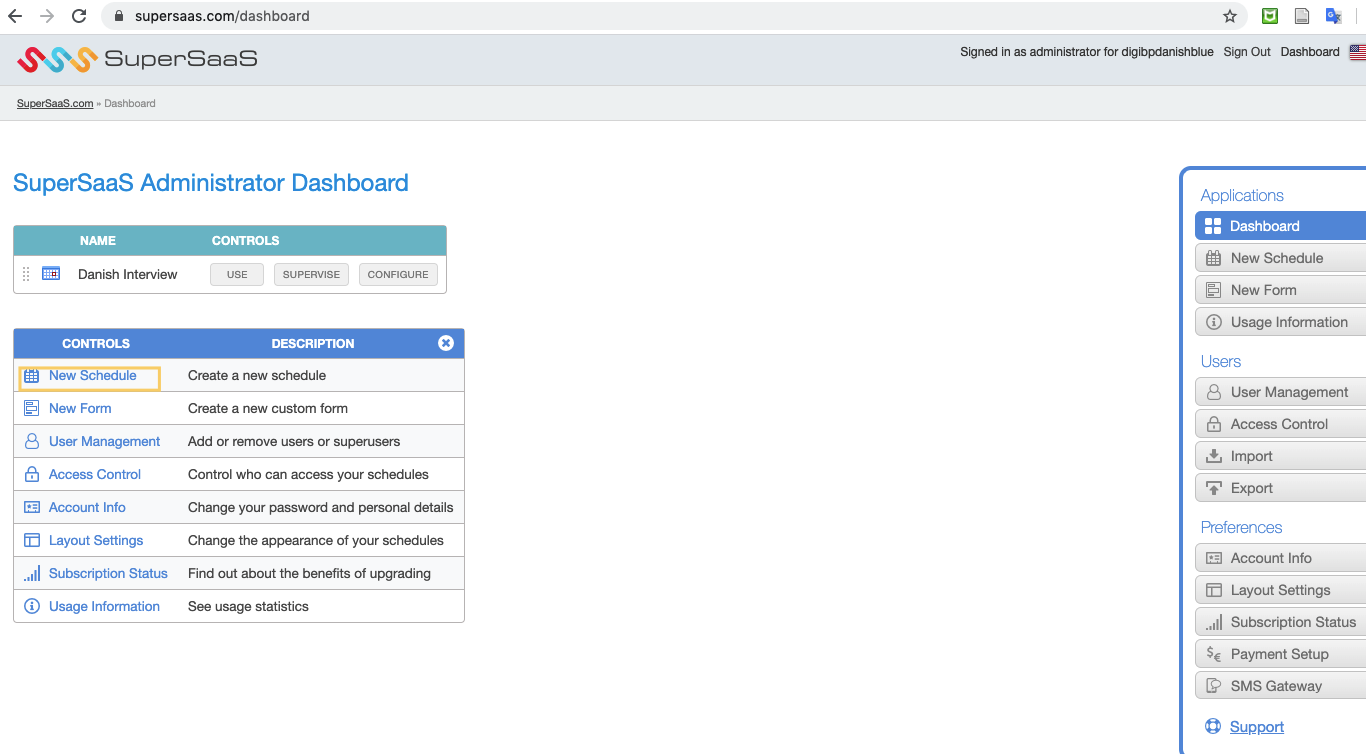 supersaas.com/dashboard
SuperSaaS
Signed in as administrator for digibpdanishblue Sign Out Dashboard
SuperSaaS.com » Dashboard
SuperSaaS Administrator Dashboard
NAME CONTROLS
Danish Interview USE SUPERVISE CONFIGURE
CONTROLS DESCRIPTION
New Schedule Create a new schedule
New Form Create a new custom form
User Management Add or remove users or superusers
Access Control Control who can access your schedules
Account Info Change your password and personal details
Layout Settings Change the appearance of your schedules
Subscription Status Find out about the benefits of upgrading
Usage Information See usage statistics
Applications
Dashboard
New Schedule
New Form
Usage Information
Users
User Management
Access Control
Import
Export
Preferences
Account Info
Layout Settings
Subscription Status
Payment Setup
SMS Gateway
Support